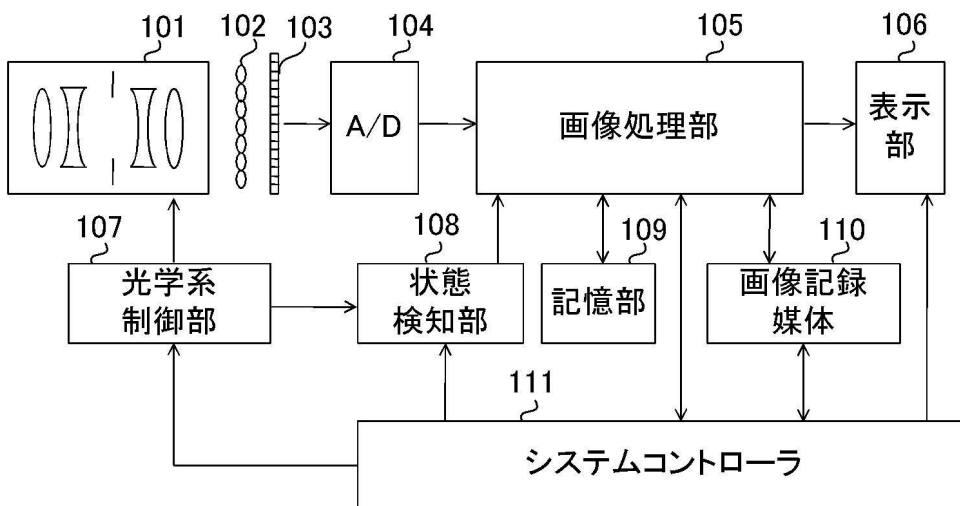 101
102
103
104
105
106
A/D
画像処理部
表示
部
107
108
109
110
光学系
制御部
状態
検知部
記憶部
画像記録
媒体
111
システムコントローラ